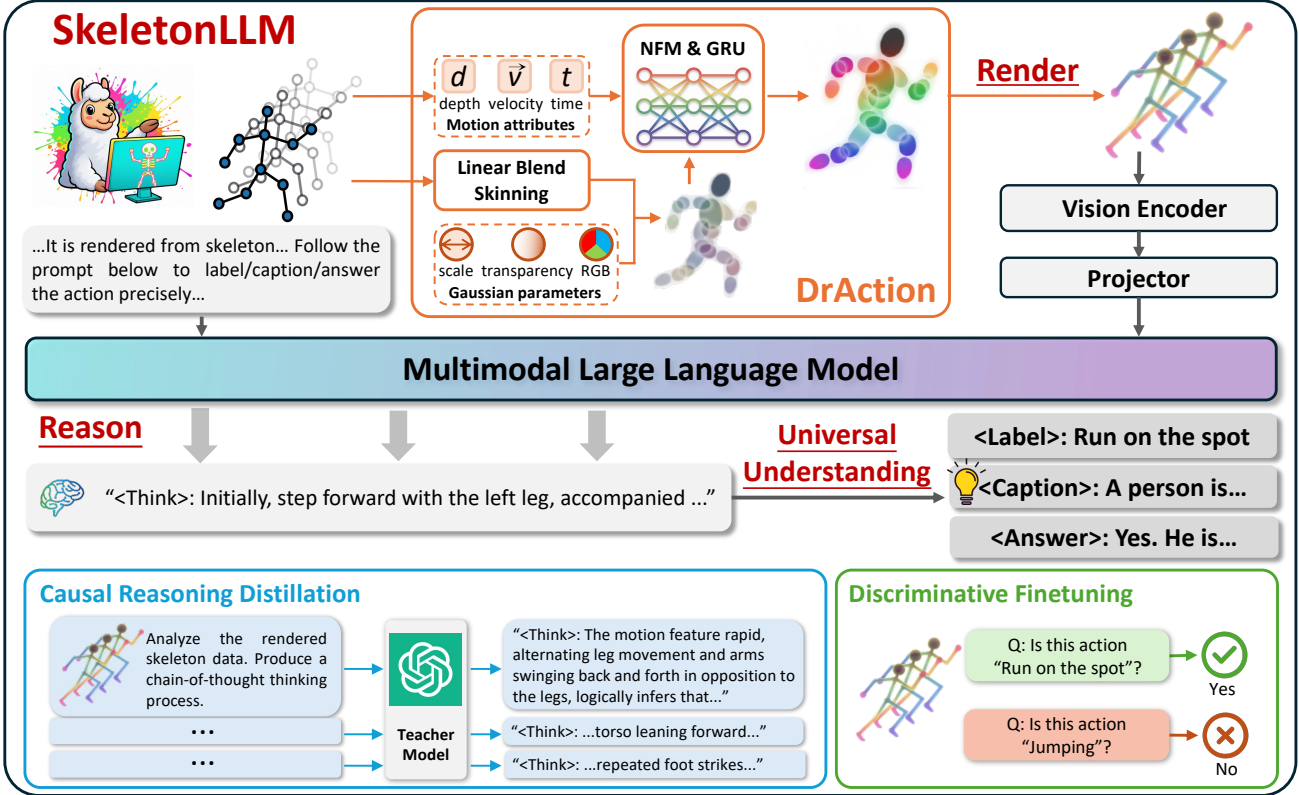 SkeletonLLM
d
v
t
depth velocity time
Motion attributes
NFM & GRU
Render
Linear Blend
Skinning
scale transparency RGB
Gaussian parameters
DrAction
Vision Encoder
Projector
...It is rendered from skeleton... Follow the
prompt below to label/caption/answer
the action precisely...
Multimodal Large Language Model
Reason
"<Think>: Initially, step forward with the left leg, accompanied ..."
Universal
Understanding
<Label>: Run on the spot
<Caption>: A person is...
<Answer>: Yes. He is...
Causal Reasoning Distillation
Analyze the rendered
skeleton data. Produce a
chain-of-thought thinking
process.
...
...
Teacher
Model
"<Think>: The motion feature rapid,
alternating leg movement and arms
swinging back and forth in opposition to
the legs, logically infers that..."
"<Think>: ...torso leaning forward..."
"<Think>: ...repeated foot strikes..."
Discriminative Finetuning
Q: Is this action
"Run on the spot"?
Yes
Q: Is this action
"Jumping"?
No